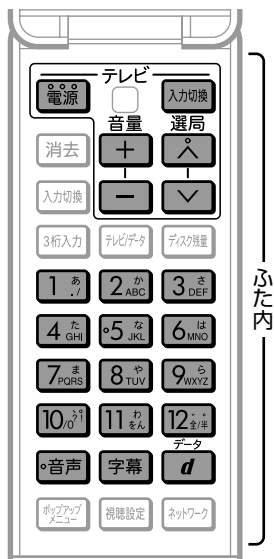 テレビ
電源 入力切換
音量 選局
消去 + ∧
入力切換 − ∨
3桁入力 テレビ/データ ディスク残量
1 あ ./ 2 か ABC 3 さ DEF
4 た GHI 5 な JKL 6 は MNO
7 ま PQRS 8 や TUV 9 ら WXYZ
10/0 ゛゜?! 11 わ をん 12 全/半
データ
音声 字幕 d
ポップアップメニュー 視聴設定 ネットワーク
ふた内